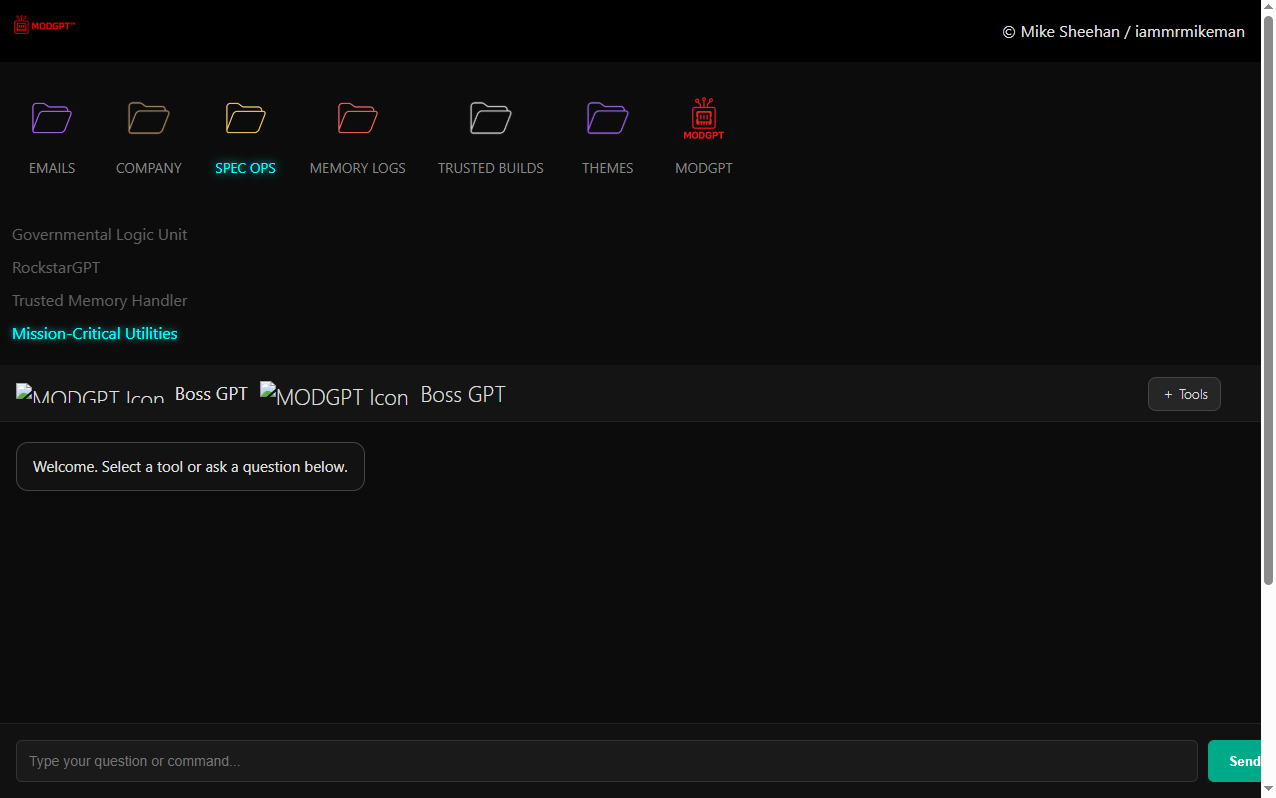 MODGPT™
© Mike Sheehan / iammrmikeman
MODGPT
EMAILS COMPANY SPEC OPS MEMORY LOGS TRUSTED BUILDS THEMES MODGPT
Governmental Logic Unit
RockstarGPT
Trusted Memory Handler
Mission-Critical Utilities
MODGPT Icon Boss GPT MODGPT Icon Boss GPT + Tools
Welcome. Select a tool or ask a question below.
Type your question or command... Send